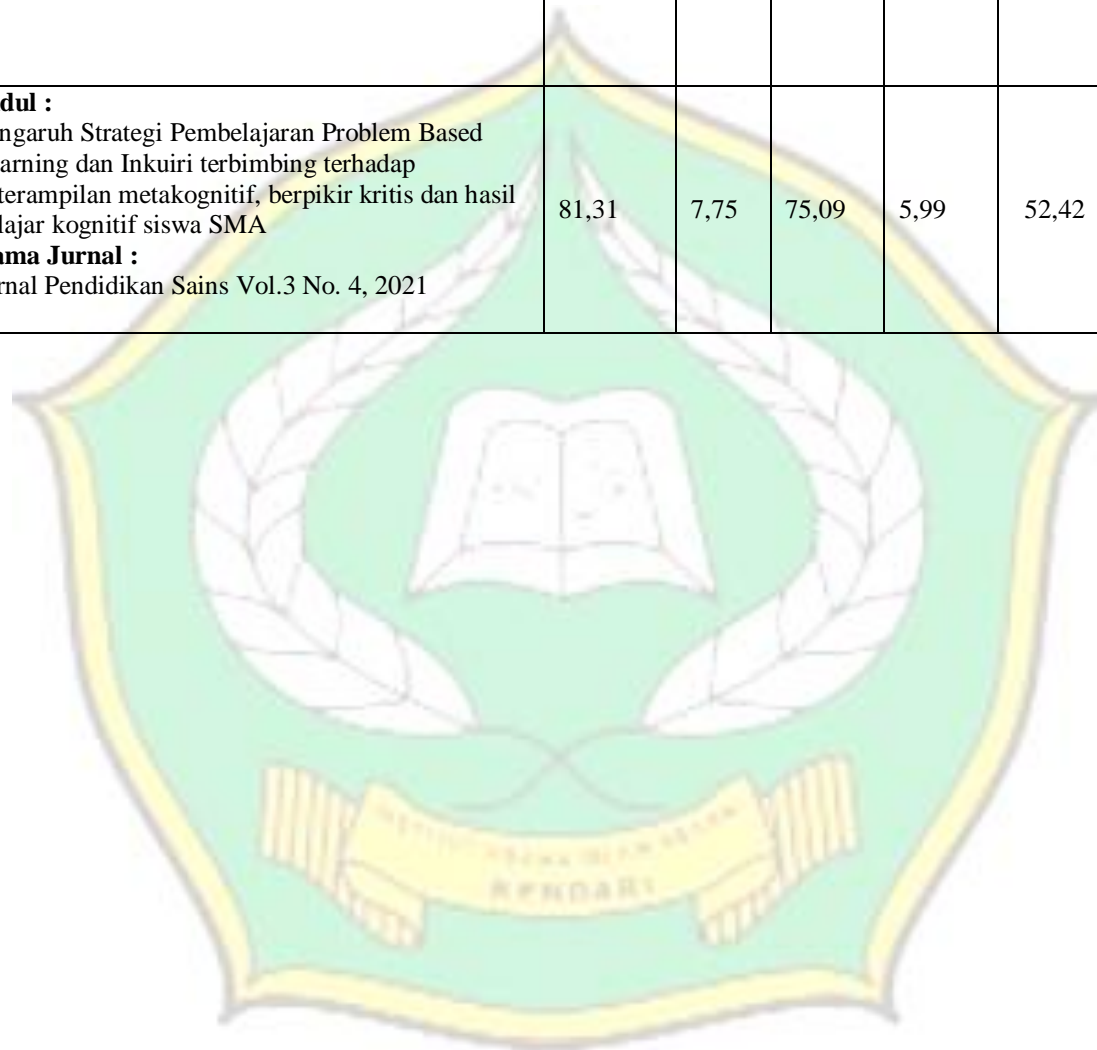 dul :
ngaruh Strategi Pembelajaran Problem Based
arning dan Inkuiri terbimbing terhadap
terampilan metakognitif, berpikir kritis dan hasil
lajar kognitif siswa SMA
ama Jurnal :
rnal Pendidikan Sains Vol.3 No. 4, 2021
81,31 7,75 75,09 5,99 52,42
KENDARI